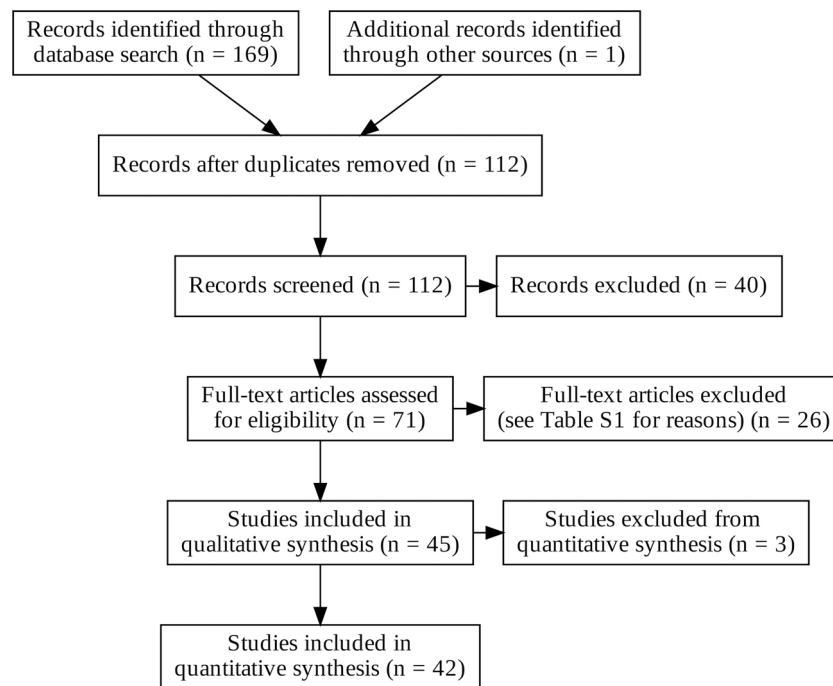 Records identified through
database search (n = 169)
Additional records identified
through other sources (n = 1)
Records after duplicates removed (n = 112)
Records screened (n = 112)
Records excluded (n = 40)
Full-text articles assessed
for eligibility (n = 71)
Full-text articles excluded
(see Table S1 for reasons) (n = 26)
Studies included in
qualitative synthesis (n = 45)
Studies excluded from
quantitative synthesis (n = 3)
Studies included in
quantitative synthesis (n = 42)